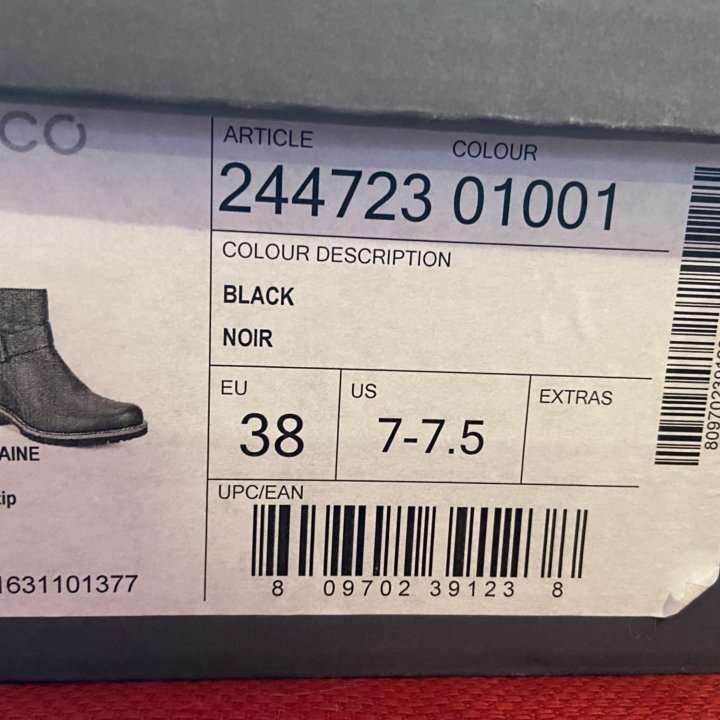 CO
AINE
ip
1631101377
ARTICLE COLOUR
244723 01001
COLOUR DESCRIPTION
BLACK
NOIR
EU US EXTRAS
38 7-7.5
UPC/EAN
8 09702 39123 8